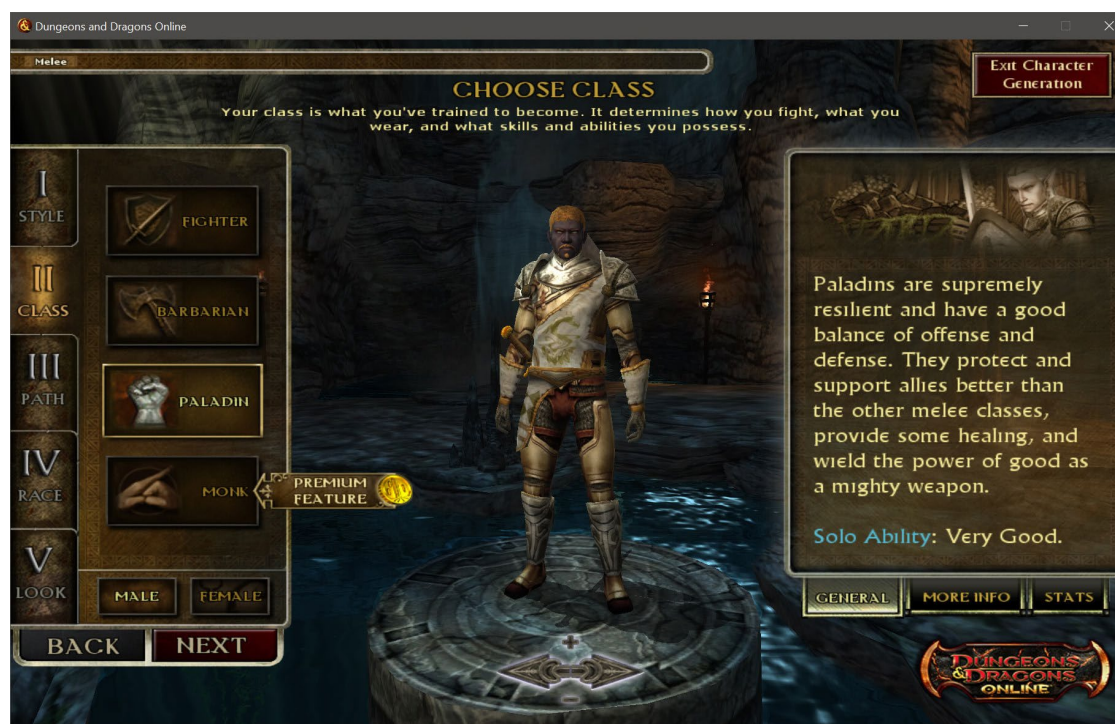 Dungeons and Dragons Online
Melee
Exit Character
Generation
CHOOSE CLASS
Your class is what you've trained to become. It determines how you fight, what you
wear, and what skills and abilities you possess.
I
STYLE
II
CLASS
III
PATH
IV
RACE
V
LOOK
FIGHTER
BARBARIAN
PALADIN
MONK
PREMIUM
FEATURE
MALE
FEMALE
BACK
NEXT
Paladins are supremely
resilient and have a good
balance of offense and
defense. They protect and
support allies better than
the other melee classes,
provide some healing, and
wield the power of good as
a mighty weapon.
Solo Ability: Very Good.
GENERAL
MORE INFO
STATS
DUNGEONS
& DRAGONS
ONLINE